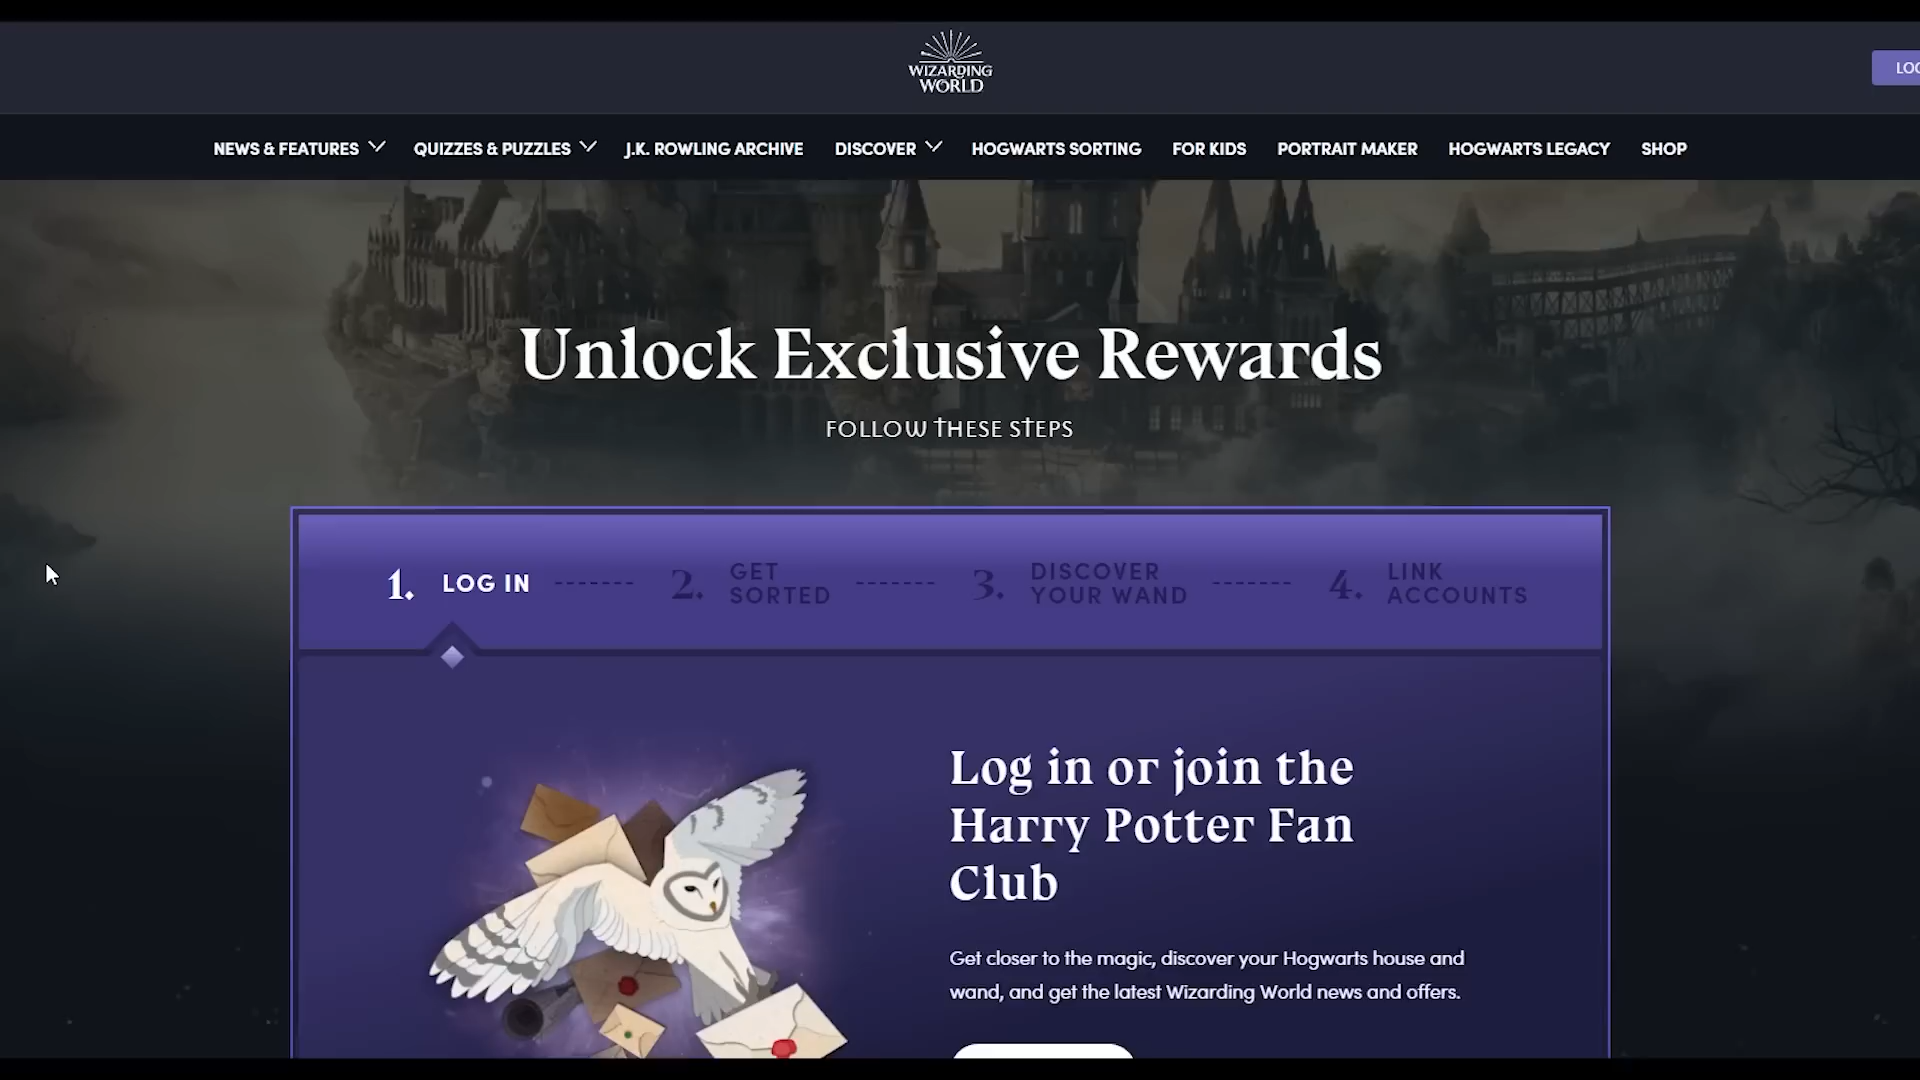 WIZARDING
WORLD
LOG
NEWS & FEATURES QUIZZES & PUZZLES J.K. ROWLING ARCHIVE DISCOVER HOGWARTS SORTING FOR KIDS PORTRAIT MAKER HOGWARTS LEGACY SHOP
Unlock Exclusive Rewards
FOLLOW THESE STEPS
1. LOG IN
2. GET
SORTED
3. DISCOVER
YOUR WAND
4. LINK
ACCOUNTS
Log in or join the
Harry Potter Fan
Club
Get closer to the magic, discover your Hogwarts house and
wand, and get the latest Wizarding World news and offers.